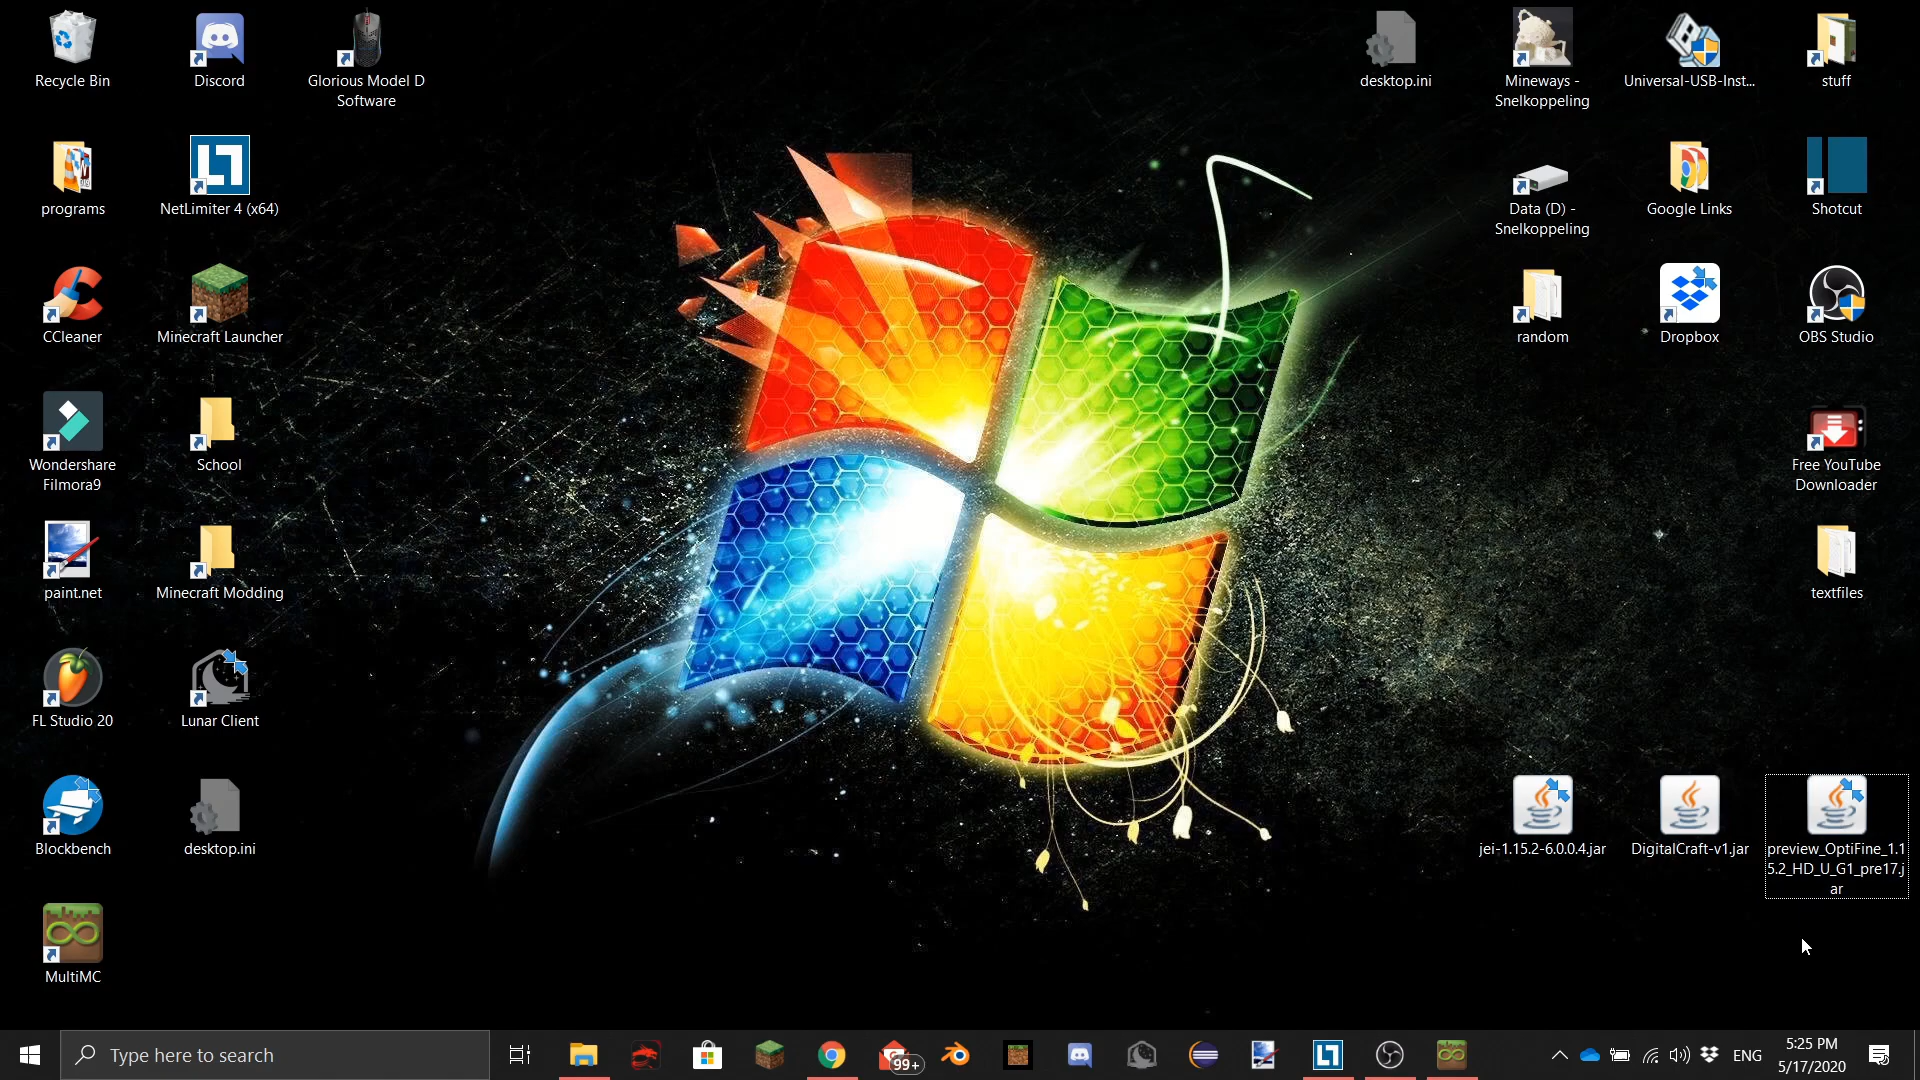 Recycle Bin
Discord
Glorious Model D
Software
desktop.ini
Mineways -
Snelkoppeling
Universal-USB-Inst...
stuff
programs
NetLimiter 4 (x64)
Data (D) -
Snelkoppeling
Google Links
Shotcut
CCleaner
Minecraft Launcher
random
Dropbox
OBS Studio
Wondershare
Filmora9
School
Free YouTube
Downloader
paint.net
Minecraft Modding
textfiles
FL Studio 20
Lunar Client
Blockbench
desktop.ini
jei-1.15.2-6.0.0.4.jar
DigitalCraft-v1.jar
preview_OptiFine_1.1
5.2_HD_U_G1_pre17.j
ar
MultiMC
Type here to search
99+
ENG
5:25 PM
5/17/2020